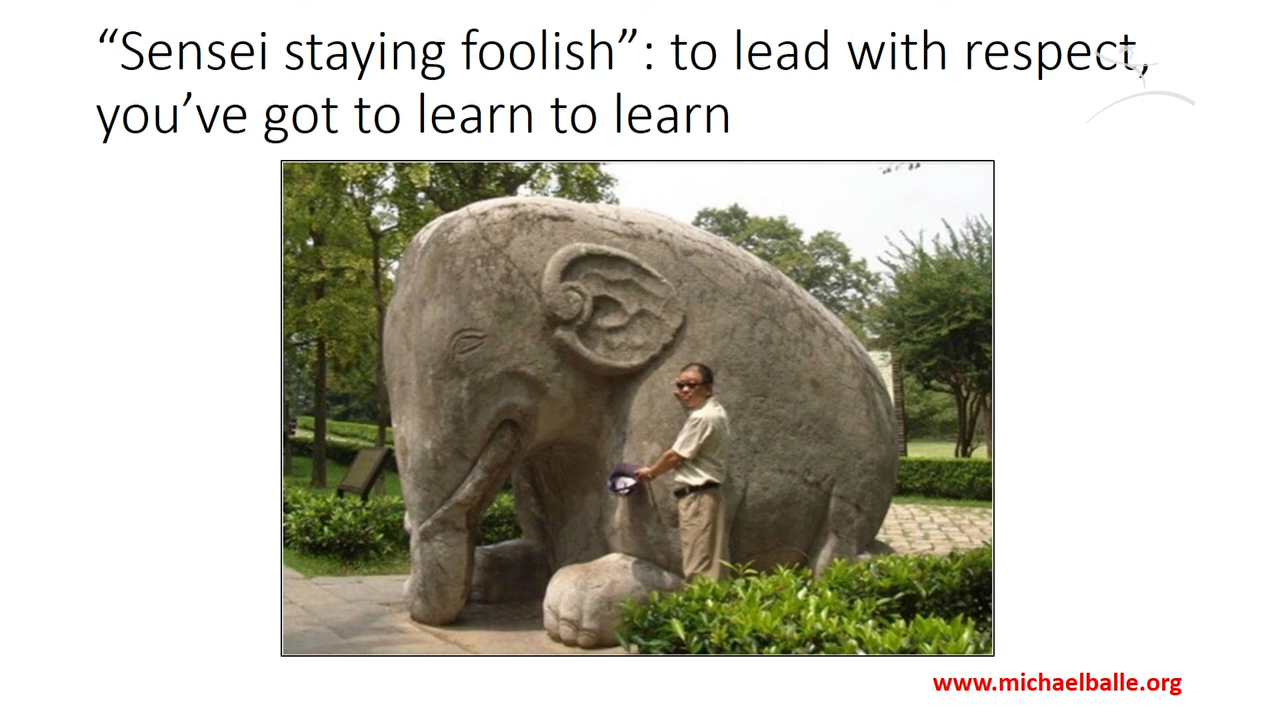 “Sensei staying foolish”: to lead with respect,
you’ve got to learn to learn
www.michaelballe.org